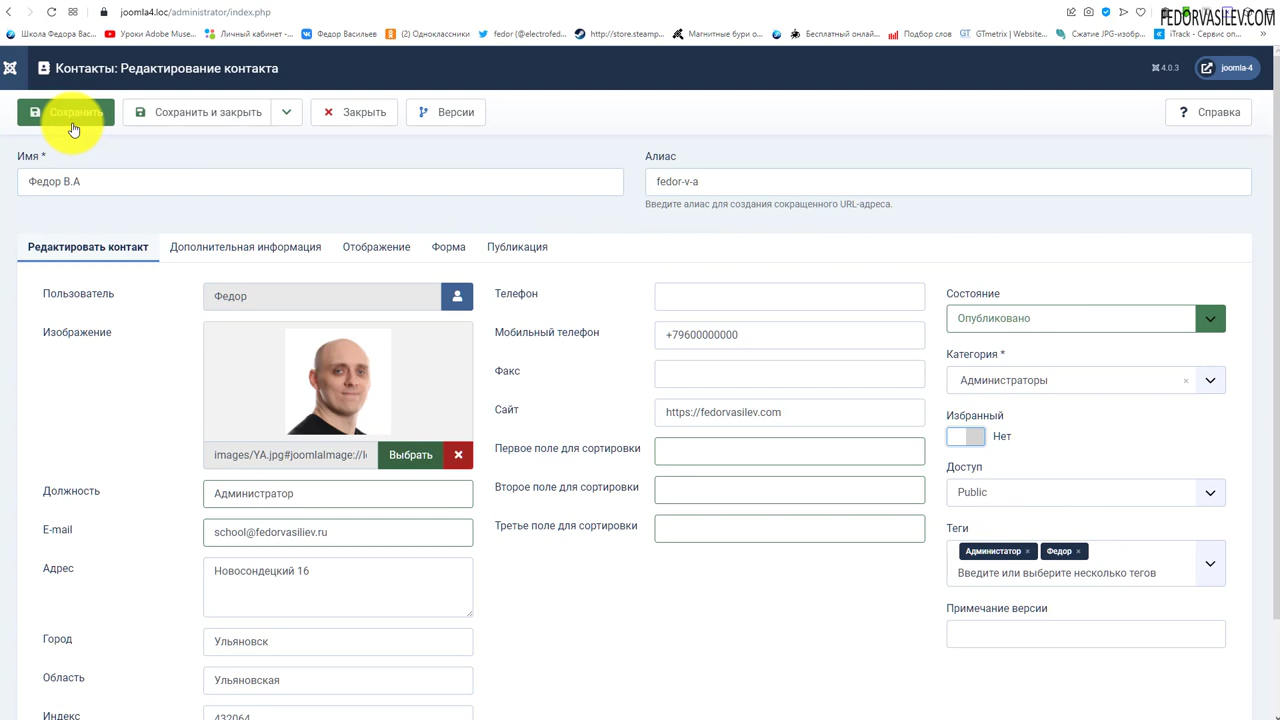 joomla4.loc/administrator/index.php
FEDORVASILEV.COM
Школа Федора Вас...
Уроки Adobe Muse...
Личный кабинет -...
Федор Васильев
(2) Одноклассники
fedor (@electrofed...
http://store.steamp...
Магнитные бури о...
Бесплатный онлай...
Подбор слов
GTmetrix | Website...
Сжатие JPG-изобр...
iTrack - Сервис оп...
Контакты: Редактирование контакта
4.0.3
joomla-4
Сохранить
Сохранить и закрыть
Закрыть
Версии
? Справка
Имя *
Алиас
Федор В.А
fedor-v-a
Введите алиас для создания сокращенного URL-адреса.
Редактировать контакт
Дополнительная информация
Отображение
Форма
Публикация
Пользователь
Федор
Изображение
images/YA.jpg#joomlaImage://l
Выбрать
Должность
Администратор
E-mail
school@fedorvasiliev.ru
Адрес
Новосондецкий 16
Город
Ульяновск
Область
Ульяновская
Индекс
432064
Телефон
Мобильный телефон
+79600000000
Факс
Сайт
https://fedorvasilev.com
Первое поле для сортировки
Второе поле для сортировки
Третье поле для сортировки
Состояние
Опубликовано
Категория *
Администраторы ×
Избранный
Нет
Доступ
Public
Теги
Администатор ×
Федор ×
Введите или выберите несколько тегов
Примечание версии